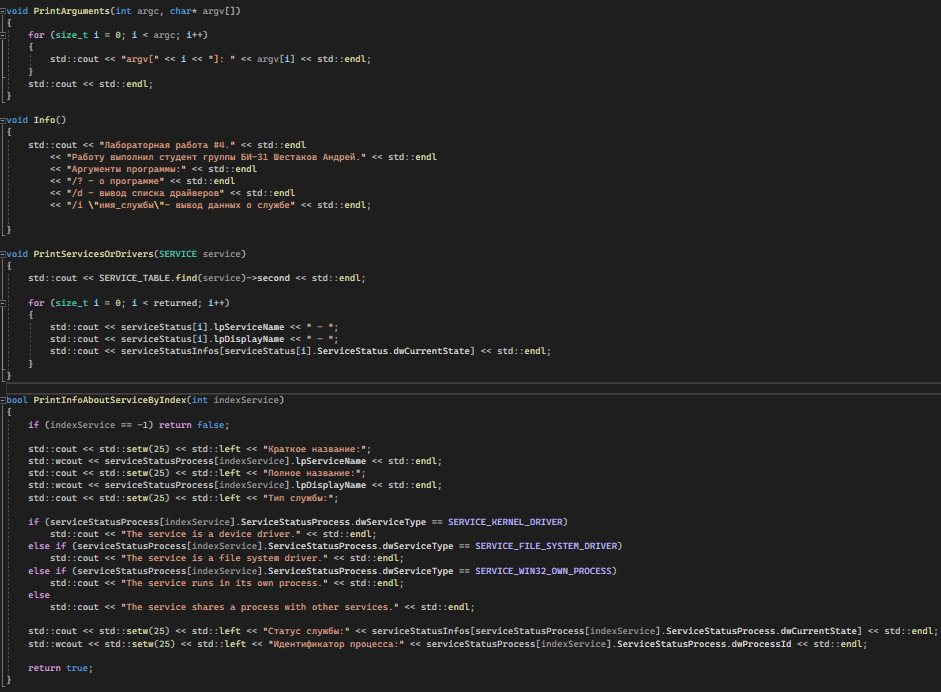 void PrintArguments(int argc, char* argv[])
{
    for (size_t i = 0; i < argc; i++)
    {
        std::cout << "argv[" << i << "]: " << argv[i] << std::endl;
    }
    std::cout << std::endl;
}
void Info()
{
    std::cout << "Лабораторная работа #4." << std::endl
        << "Работу выполнил студент группы БИ-31 Шестаков Андрей." << std::endl
        << "Аргументы программы:" << std::endl
        << "/? - о программе" << std::endl
        << "/d - вывод списка драйверов" << std::endl
        << "/i \"имя_службы\"- вывод данных о службе" << std::endl;
}
void PrintServicesOrDrivers(SERVICE service)
{
    std::cout << SERVICE_TABLE.find(service)->second << std::endl;
    for (size_t i = 0; i < returned; i++)
    {
        std::cout << serviceStatus[i].lpServiceName << " - ";
        std::cout << serviceStatus[i].lpDisplayName << " - ";
        std::cout << serviceStatusInfos[serviceStatus[i].ServiceStatus.dwCurrentState] << std::endl;
    }
}
bool PrintInfoAboutServiceByIndex(int indexService)
{
    if (indexService == -1) return false;
    std::cout << std::setw(25) << std::left << "Краткое название:";
    std::wcout << serviceStatusProcess[indexService].lpServiceName << std::endl;
    std::cout << std::setw(25) << std::left << "Полное название:";
    std::wcout << serviceStatusProcess[indexService].lpDisplayName << std::endl;
    std::cout << std::setw(25) << std::left << "Тип службы:";
    if (serviceStatusProcess[indexService].ServiceStatusProcess.dwServiceType == SERVICE_KERNEL_DRIVER)
        std::cout << "The service is a device driver." << std::endl;
    else if (serviceStatusProcess[indexService].ServiceStatusProcess.dwServiceType == SERVICE_FILE_SYSTEM_DRIVER)
        std::cout << "The service is a file system driver." << std::endl;
    else if (serviceStatusProcess[indexService].ServiceStatusProcess.dwServiceType == SERVICE_WIN32_OWN_PROCESS)
        std::cout << "The service runs in its own process." << std::endl;
    else
        std::cout << "The service shares a process with other services." << std::endl;
    std::cout << std::setw(25) << std::left << "Статус службы:" << serviceStatusInfos[serviceStatusProcess[indexService].ServiceStatusProcess.dwCurrentState] << std::endl;
    std::wcout << std::setw(25) << std::left << "Идентификатор процесса:" << serviceStatusProcess[indexService].ServiceStatusProcess.dwProcessId << std::endl;
    return true;
}